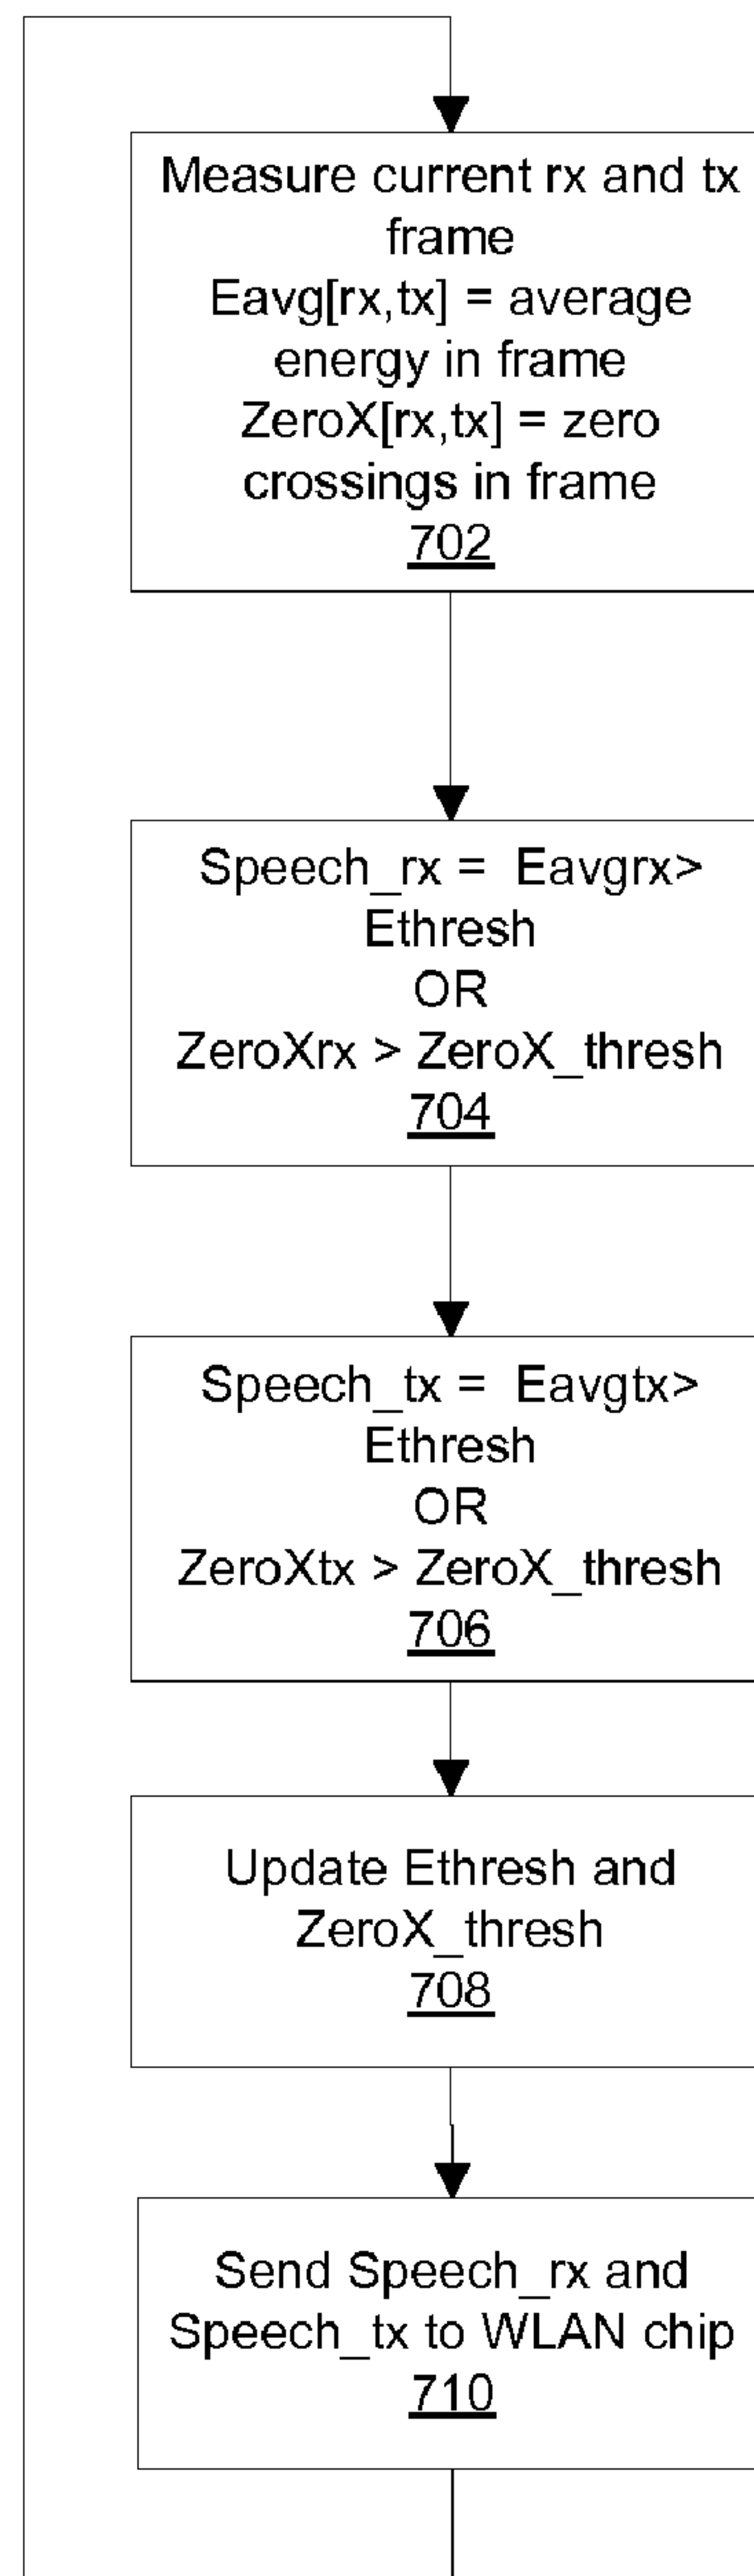 Measure current rx and tx
frame
Eavg[rx,tx] = average
energy in frame
ZeroX[rx,tx] = zero
crossings in frame
702
Speech_rx = Eavgrx>
Ethresh
OR
ZeroXrx > ZeroX_thresh
704
Speech_tx = Eavgtx>
Ethresh
OR
ZeroXtx > ZeroX_thresh
706
Update Ethresh and
ZeroX_thresh
708
Send Speech_rx and
Speech_tx to WLAN chip
710